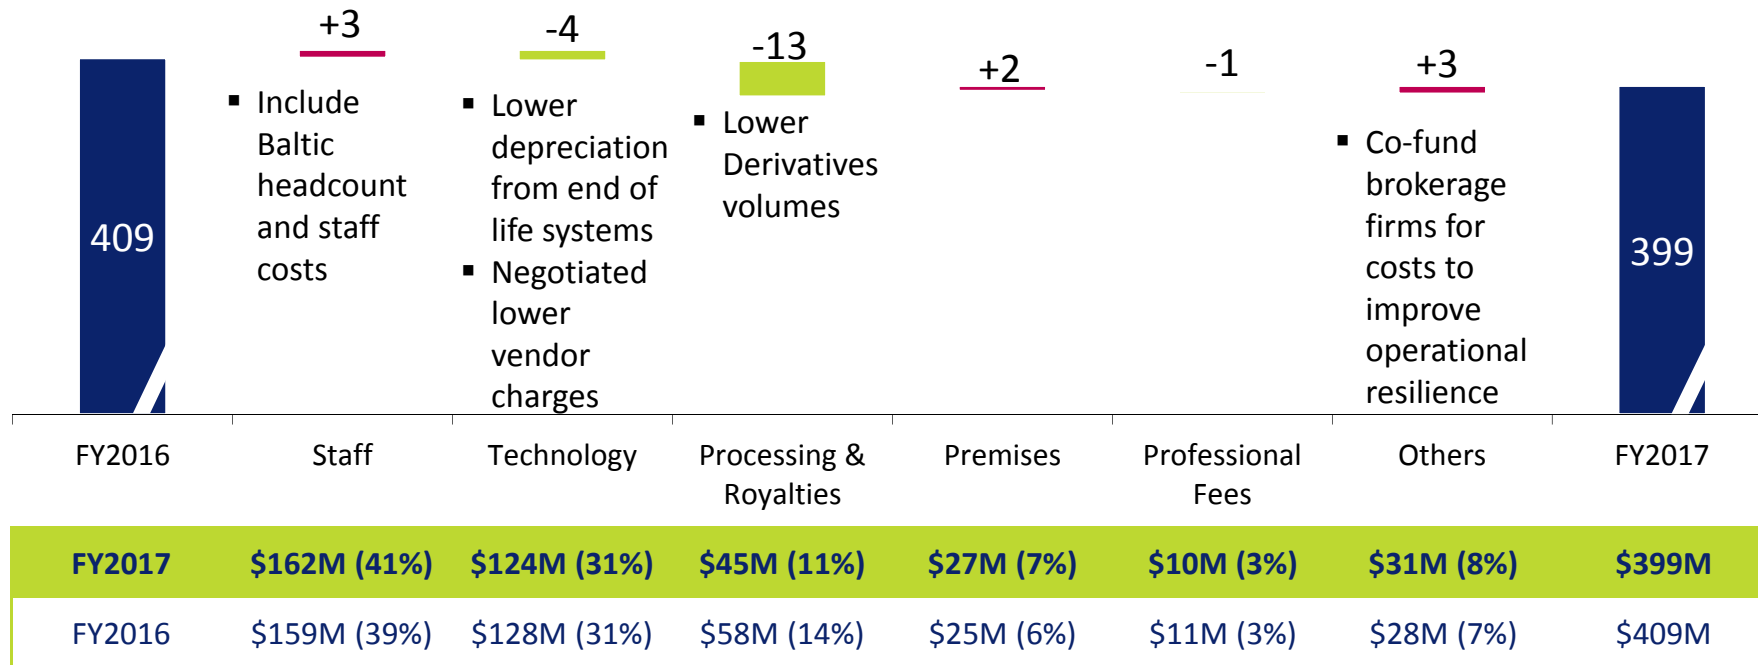 +3
-4
-13
+2
-1
+3
409
▪ Include
Baltic
headcount
and staff
costs
▪ Lower
depreciation
from end of
life systems
▪ Negotiated
lower
vendor
charges
▪ Lower
Derivatives
volumes
▪ Co-fund
brokerage
firms for
costs to
improve
operational
resilience
399
FY2016
Staff
Technology
Processing &
Royalties
Premises
Professional
Fees
Others
FY2017
FY2017 $162M (41%) $124M (31%) $45M (11%) $27M (7%) $10M (3%) $31M (8%) $399M
FY2016 $159M (39%) $128M (31%) $58M (14%) $25M (6%) $11M (3%) $28M (7%) $409M